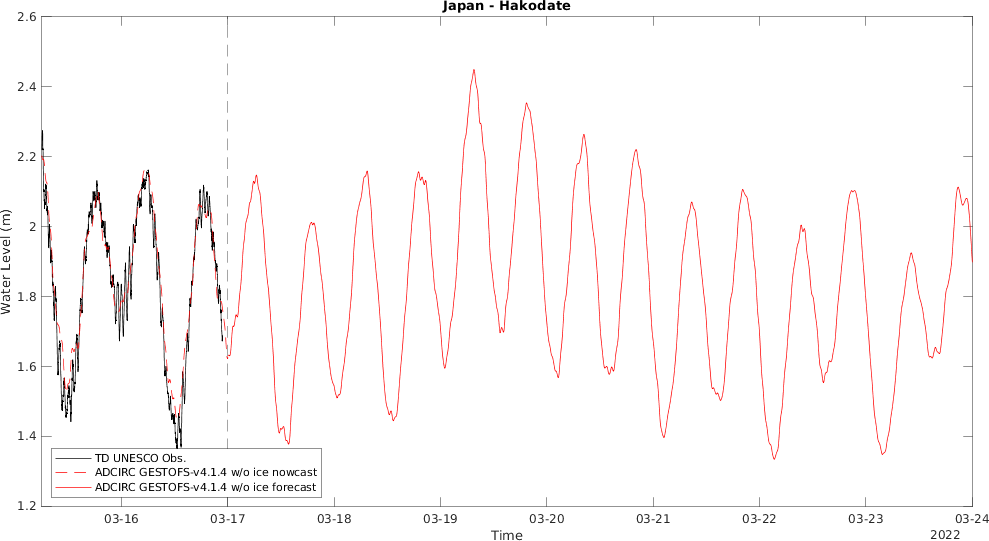 Japan - Hakodate
2.6
2.4
2.2
2
1.8
1.6
1.4
1.2
Water Level (m)
TD UNESCO Obs.
ADCIRC GESTOFS-v4.1.4 w/o ice nowcast
ADCIRC GESTOFS-v4.1.4 w/o ice forecast
03-16 03-17 03-18 03-19 03-20 03-21 03-22 03-23 03-24
Time
2022